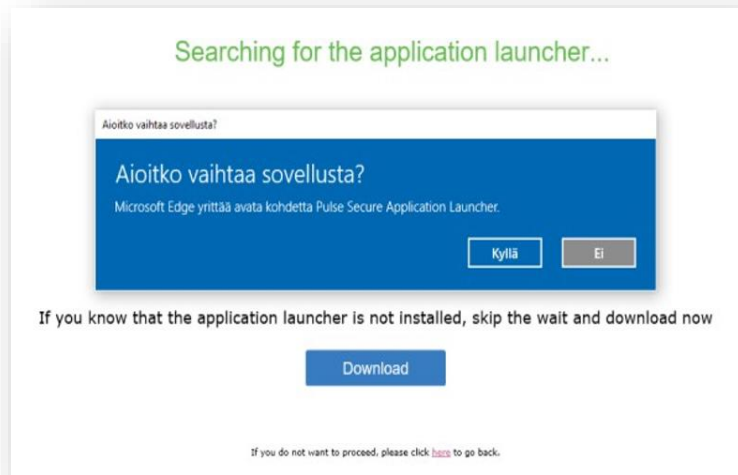 Searching for the application launcher...
Aioitko vaihtaa sovellusta?
Aioitko vaihtaa sovellusta?
Microsoft Edge yrittää avata kohdetta Pulse Secure Application Launcher.
Kyllä
Ei
If you know that the application launcher is not installed, skip the wait and download now
Download
If you do not want to proceed, please click here to go back.